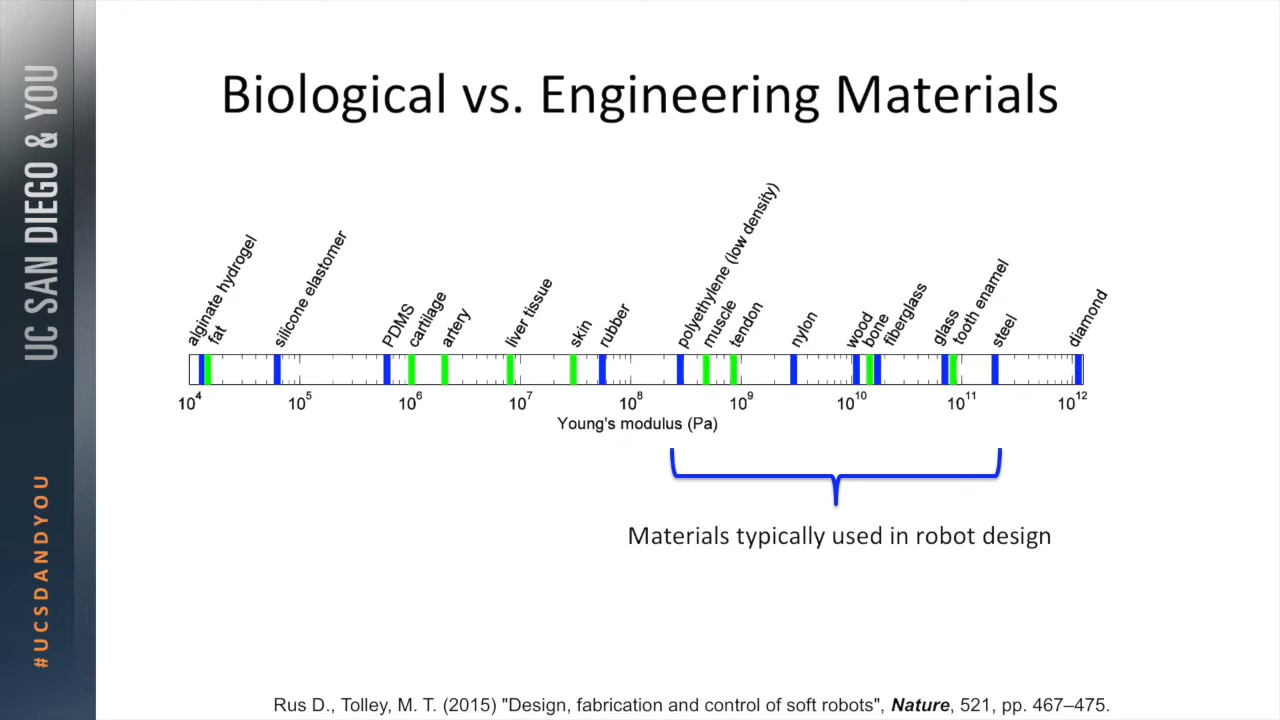 UC SAN DIEGO & YOU
#UCSDANDYOU
Biological vs. Engineering Materials
alginate hydrogel
fat
silicone elastomer
PDMS
cartilage
artery
liver tissue
skin
rubber
polyethylene (low density)
muscle
tendon
nylon
wood
bone
fiberglass
glass
tooth enamel
steel
diamond
10⁴ 10⁵ 10⁶ 10⁷ 10⁸ 10⁹ 10¹⁰ 10¹¹ 10¹²
Young's modulus (Pa)
Materials typically used in robot design
Rus D., Tolley, M. T. (2015) "Design, fabrication and control of soft robots", Nature, 521, pp. 467–475.